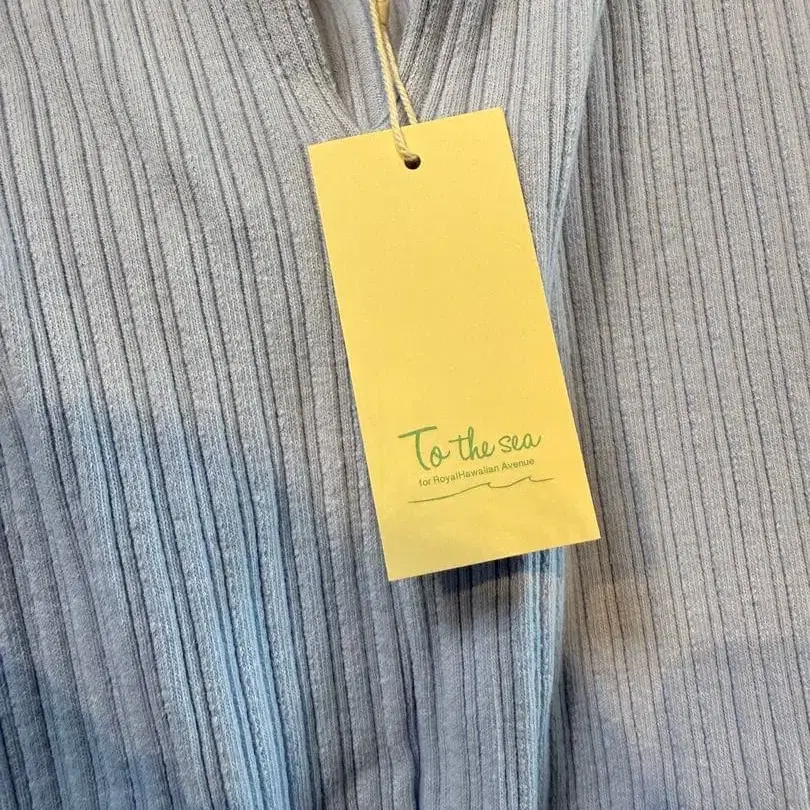 To the sea
for RoyalHawaiian Avenue